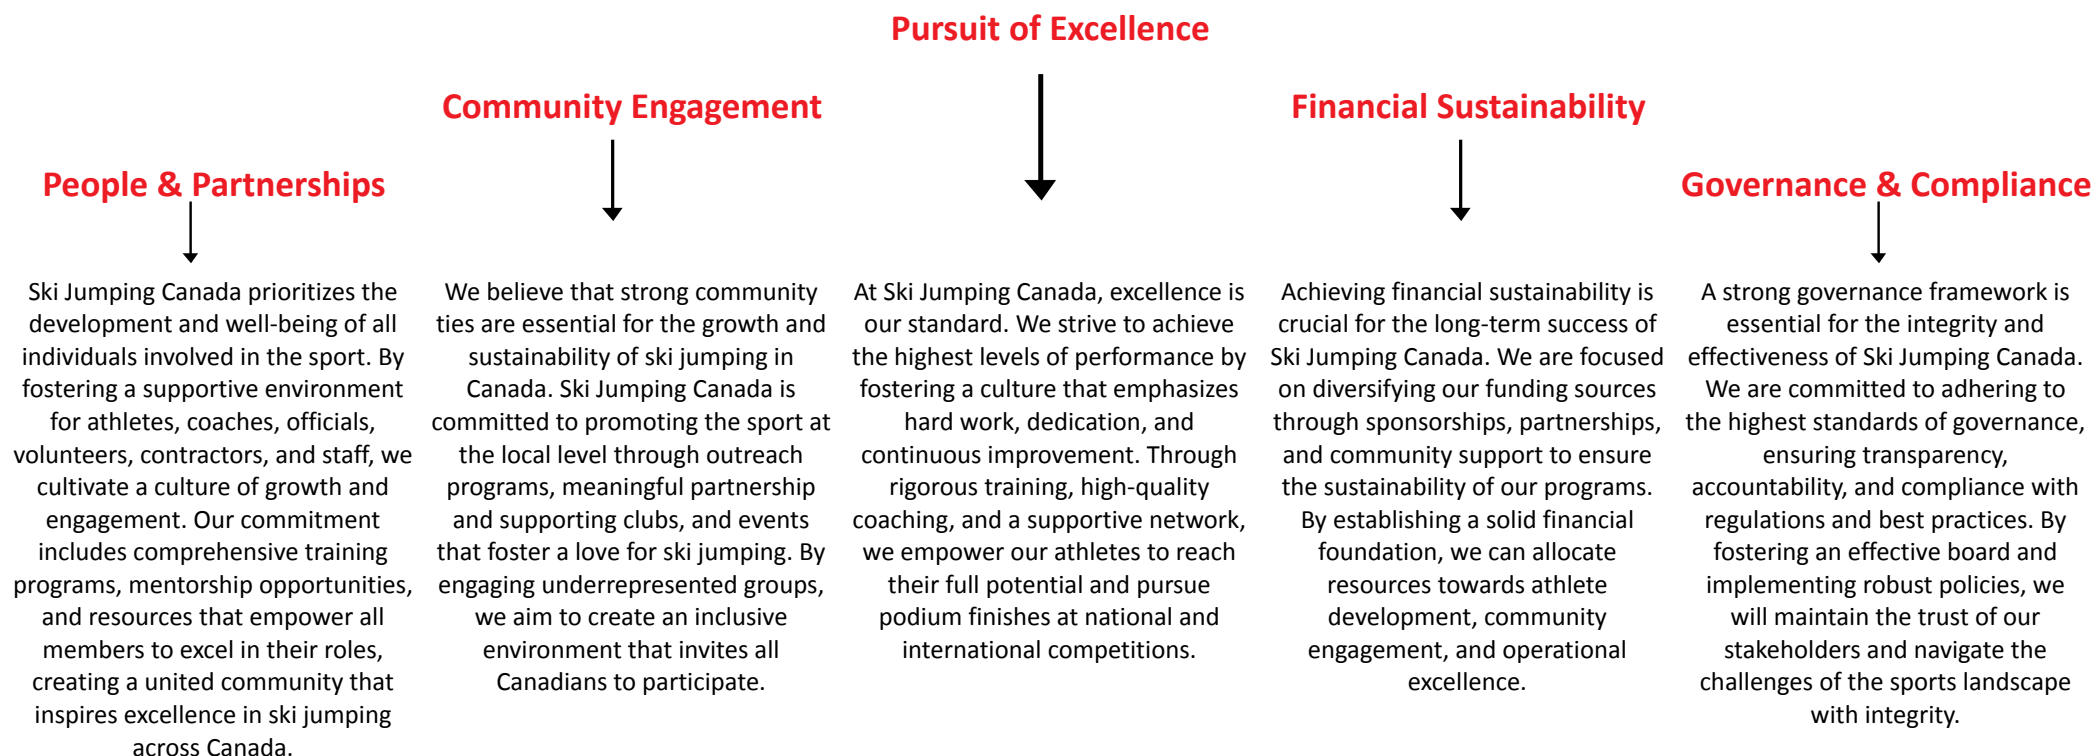 Pursuit of Excellence
Community Engagement
Financial Sustainability
People & Partnerships
Governance & Compliance
Ski Jumping Canada prioritizes the
development and well-being of all
individuals involved in the sport. By
fostering a supportive environment
for athletes, coaches, officials,
volunteers, contractors, and staff, we
cultivate a culture of growth and
engagement. Our commitment
includes comprehensive training
programs, mentorship opportunities,
and resources that empower all
members to excel in their roles,
creating a united community that
inspires excellence in ski jumping
across Canada.
We believe that strong community
ties are essential for the growth and
sustainability of ski jumping in
Canada. Ski Jumping Canada is
committed to promoting the sport at
the local level through outreach
programs, meaningful partnership
and supporting clubs, and events
that foster a love for ski jumping. By
engaging underrepresented groups,
we aim to create an inclusive
environment that invites all
Canadians to participate.
At Ski Jumping Canada, excellence is
our standard. We strive to achieve
the highest levels of performance by
fostering a culture that emphasizes
hard work, dedication, and
continuous improvement. Through
rigorous training, high-quality
coaching, and a supportive network,
we empower our athletes to reach
their full potential and pursue
podium finishes at national and
international competitions.
Achieving financial sustainability is
crucial for the long-term success of
Ski Jumping Canada. We are focused
on diversifying our funding sources
through sponsorships, partnerships,
and community support to ensure
the sustainability of our programs.
By establishing a solid financial
foundation, we can allocate
resources towards athlete
development, community
engagement, and operational
excellence.
A strong governance framework is
essential for the integrity and
effectiveness of Ski Jumping Canada.
We are committed to adhering to
the highest standards of governance,
ensuring transparency,
accountability, and compliance with
regulations and best practices. By
fostering an effective board and
implementing robust policies, we
will maintain the trust of our
stakeholders and navigate the
challenges of the sports landscape
with integrity.